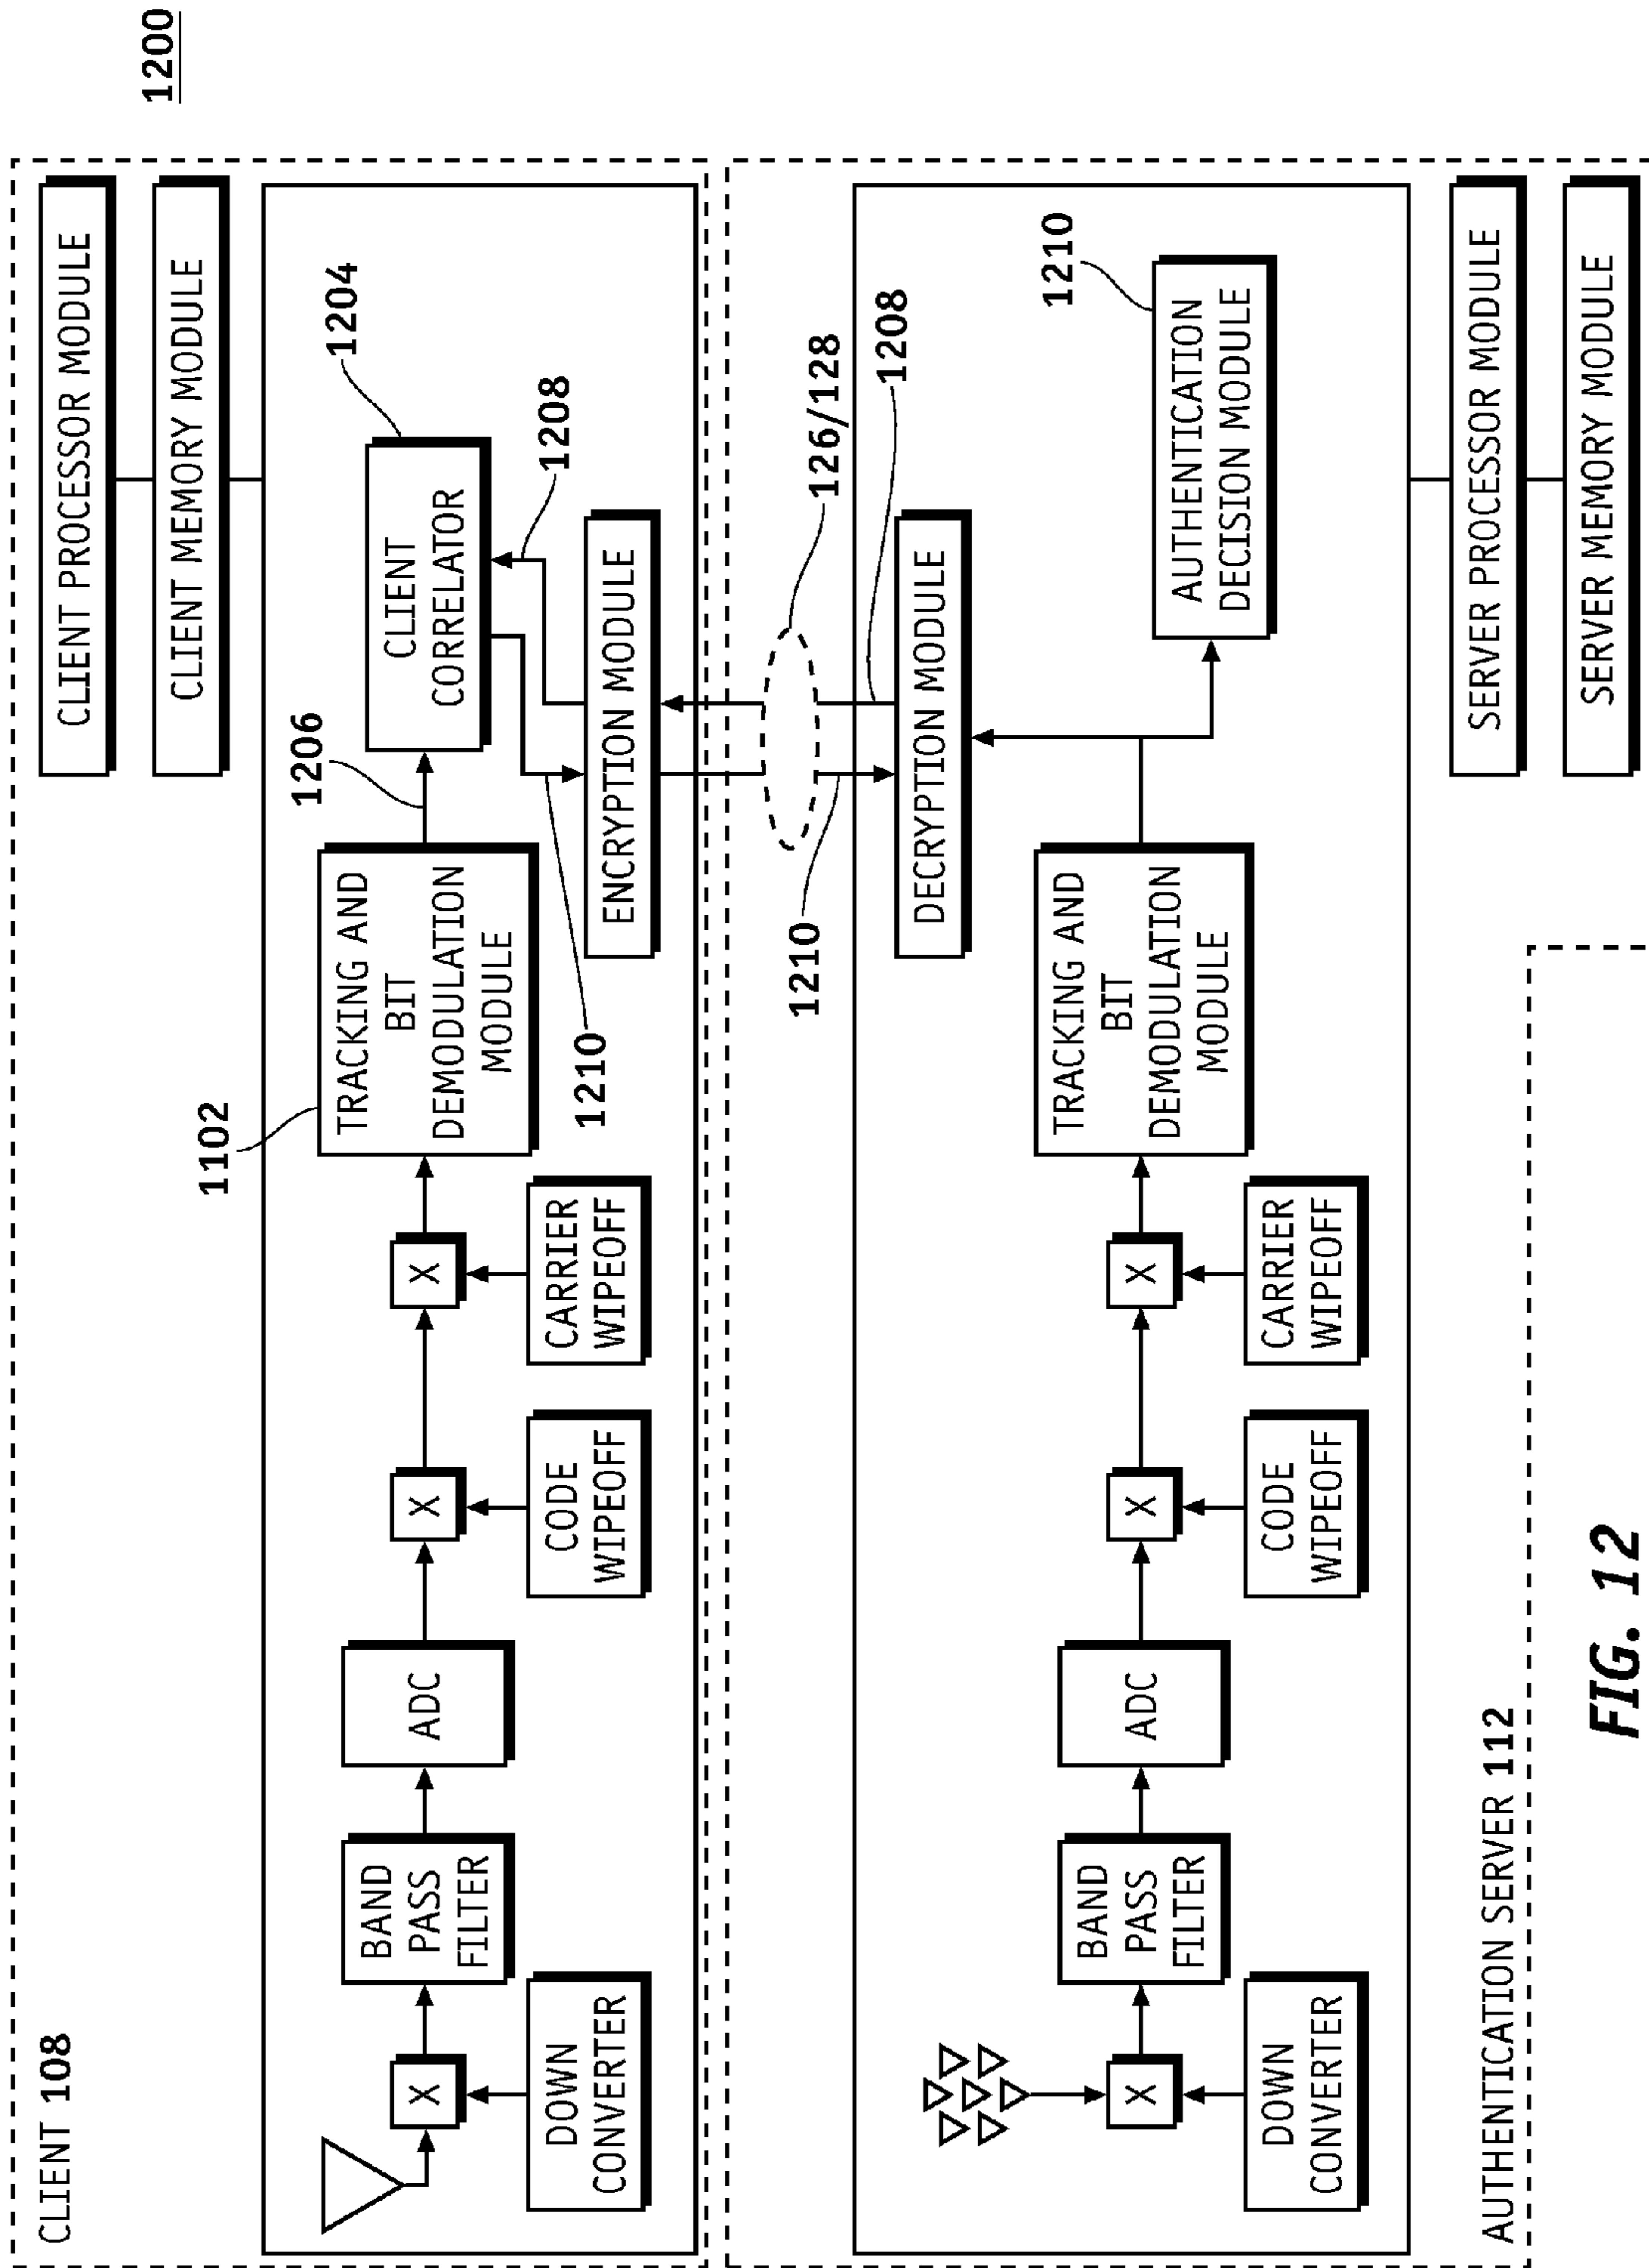 1200
CLIENT 108
CLIENT PROCESSOR MODULE
CLIENT MEMORY MODULE
1102
1206
1204
X
DOWN
CONVERTER
BAND
PASS
FILTER
ADC
X
CODE
WIPEOFF
X
CARRIER
WIPEOFF
TRACKING AND
BIT
DEMODULATION
MODULE
CLIENT
CORRELATOR
1208
1210
ENCRYPTION MODULE
126/128
1210
1208
DECRYPTION MODULE
1210
X
DOWN
CONVERTER
BAND
PASS
FILTER
ADC
X
CODE
WIPEOFF
X
CARRIER
WIPEOFF
TRACKING AND
BIT
DEMODULATION
MODULE
AUTHENTICATION
DECISION MODULE
SERVER PROCESSOR MODULE
SERVER MEMORY MODULE
AUTHENTICATION SERVER 112
FIG. 12